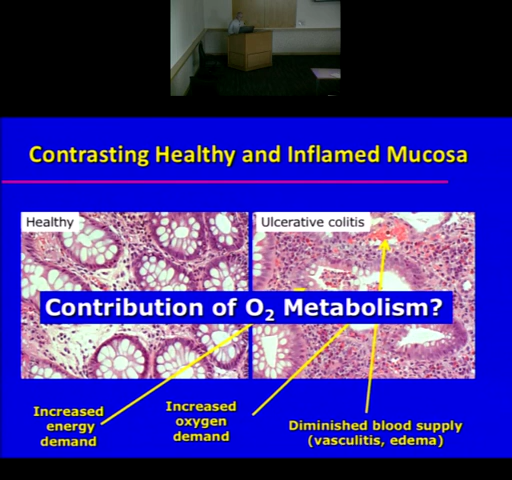 Contrasting Healthy and Inflamed Mucosa
Healthy
Ulcerative colitis
Contribution of O₂ Metabolism?
Increased
energy
demand
Increased
oxygen
demand
Diminished blood supply
(vasculitis, edema)